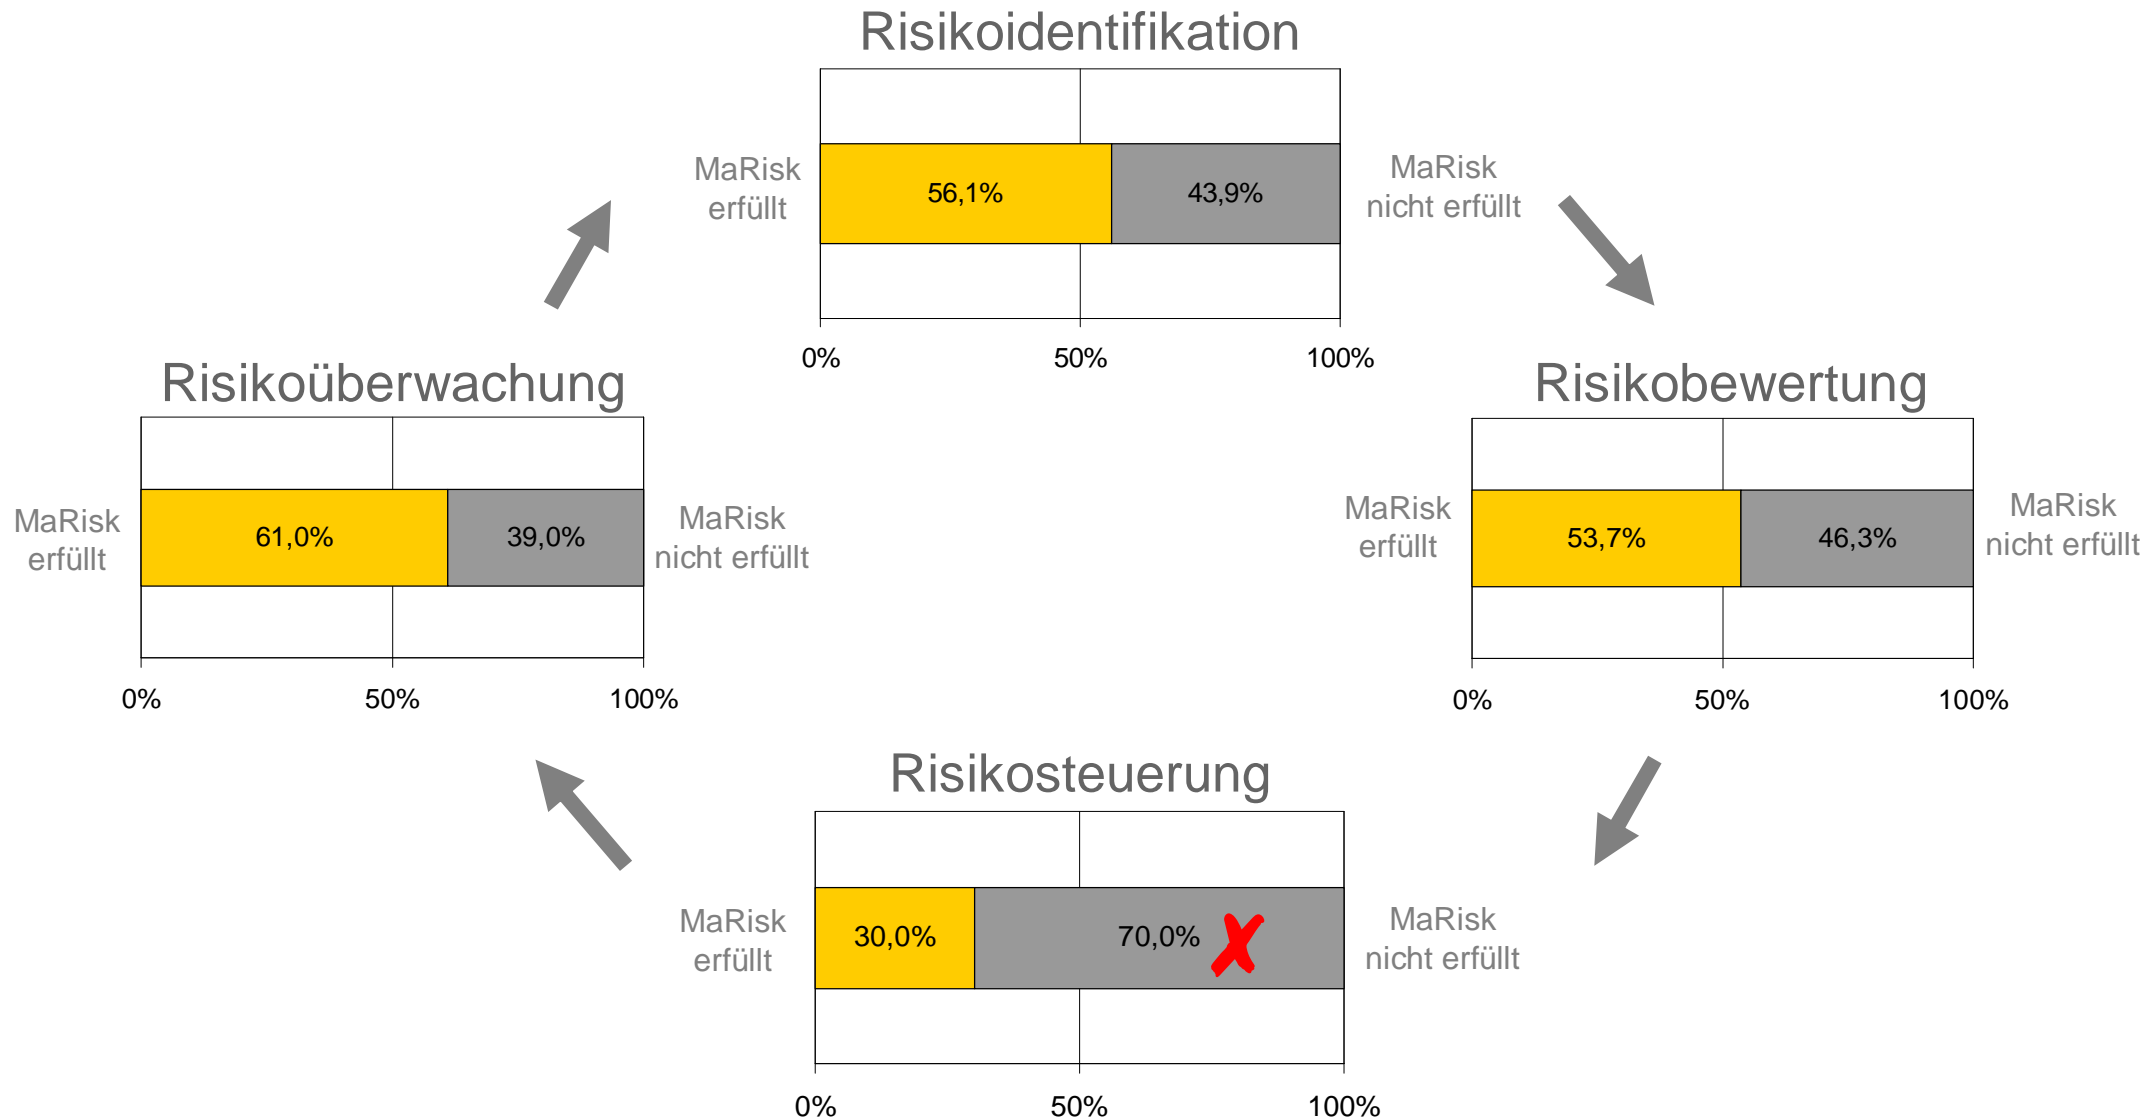 Risikoidentifikation
MaRisk
erfüllt
56,1%
43,9%
MaRisk
nicht erfüllt
0%
50%
100%
Risikoüberwachung
MaRisk
erfüllt
61,0%
39,0%
MaRisk
nicht erfüllt
0%
50%
100%
Risikobewertung
MaRisk
erfüllt
53,7%
46,3%
MaRisk
nicht erfüllt
0%
50%
100%
Risikosteuerung
MaRisk
erfüllt
30,0%
70,0%
MaRisk
nicht erfüllt
0%
50%
100%